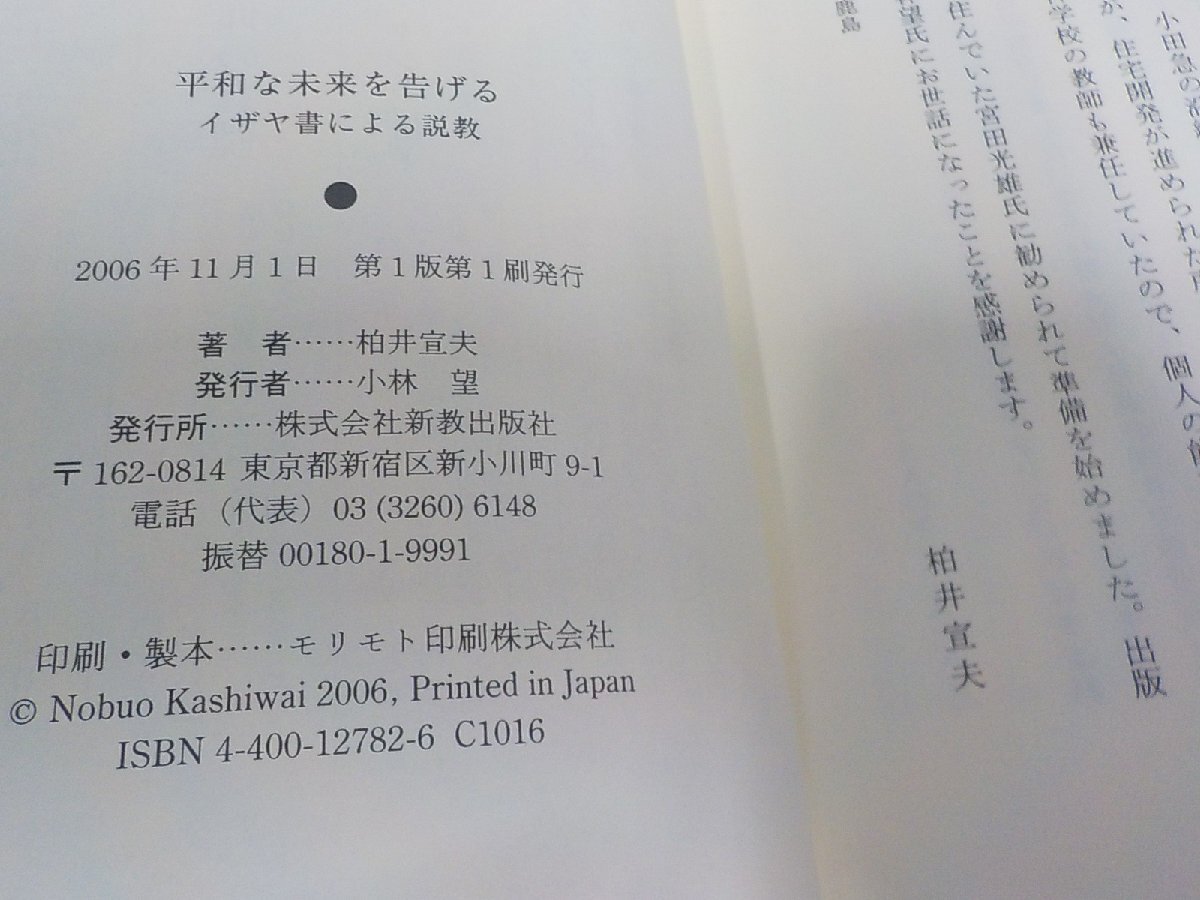 平和な未来を告げる
イザヤ書による説教
●
2006年11月1日　第1版第1刷発行
著　者……柏井宣夫
発行者……小林　望
発行所……株式会社新教出版社
〒162-0814 東京都新宿区新小川町9-1
電話（代表）03 (3260) 6148
振替 00180-1-9991
印刷・製本……モリモト印刷株式会社
© Nobuo Kashiwai 2006, Printed in Japan
ISBN 4-400-12782-6 C1016
小田急の
が、住宅開発が進められた
学校の教師も兼任していたので、個人の
住んでいた宮田光雄氏に勧められて準備を始めました。出版
望氏にお世話になったことを感謝します。
鹿島
柏井宣夫